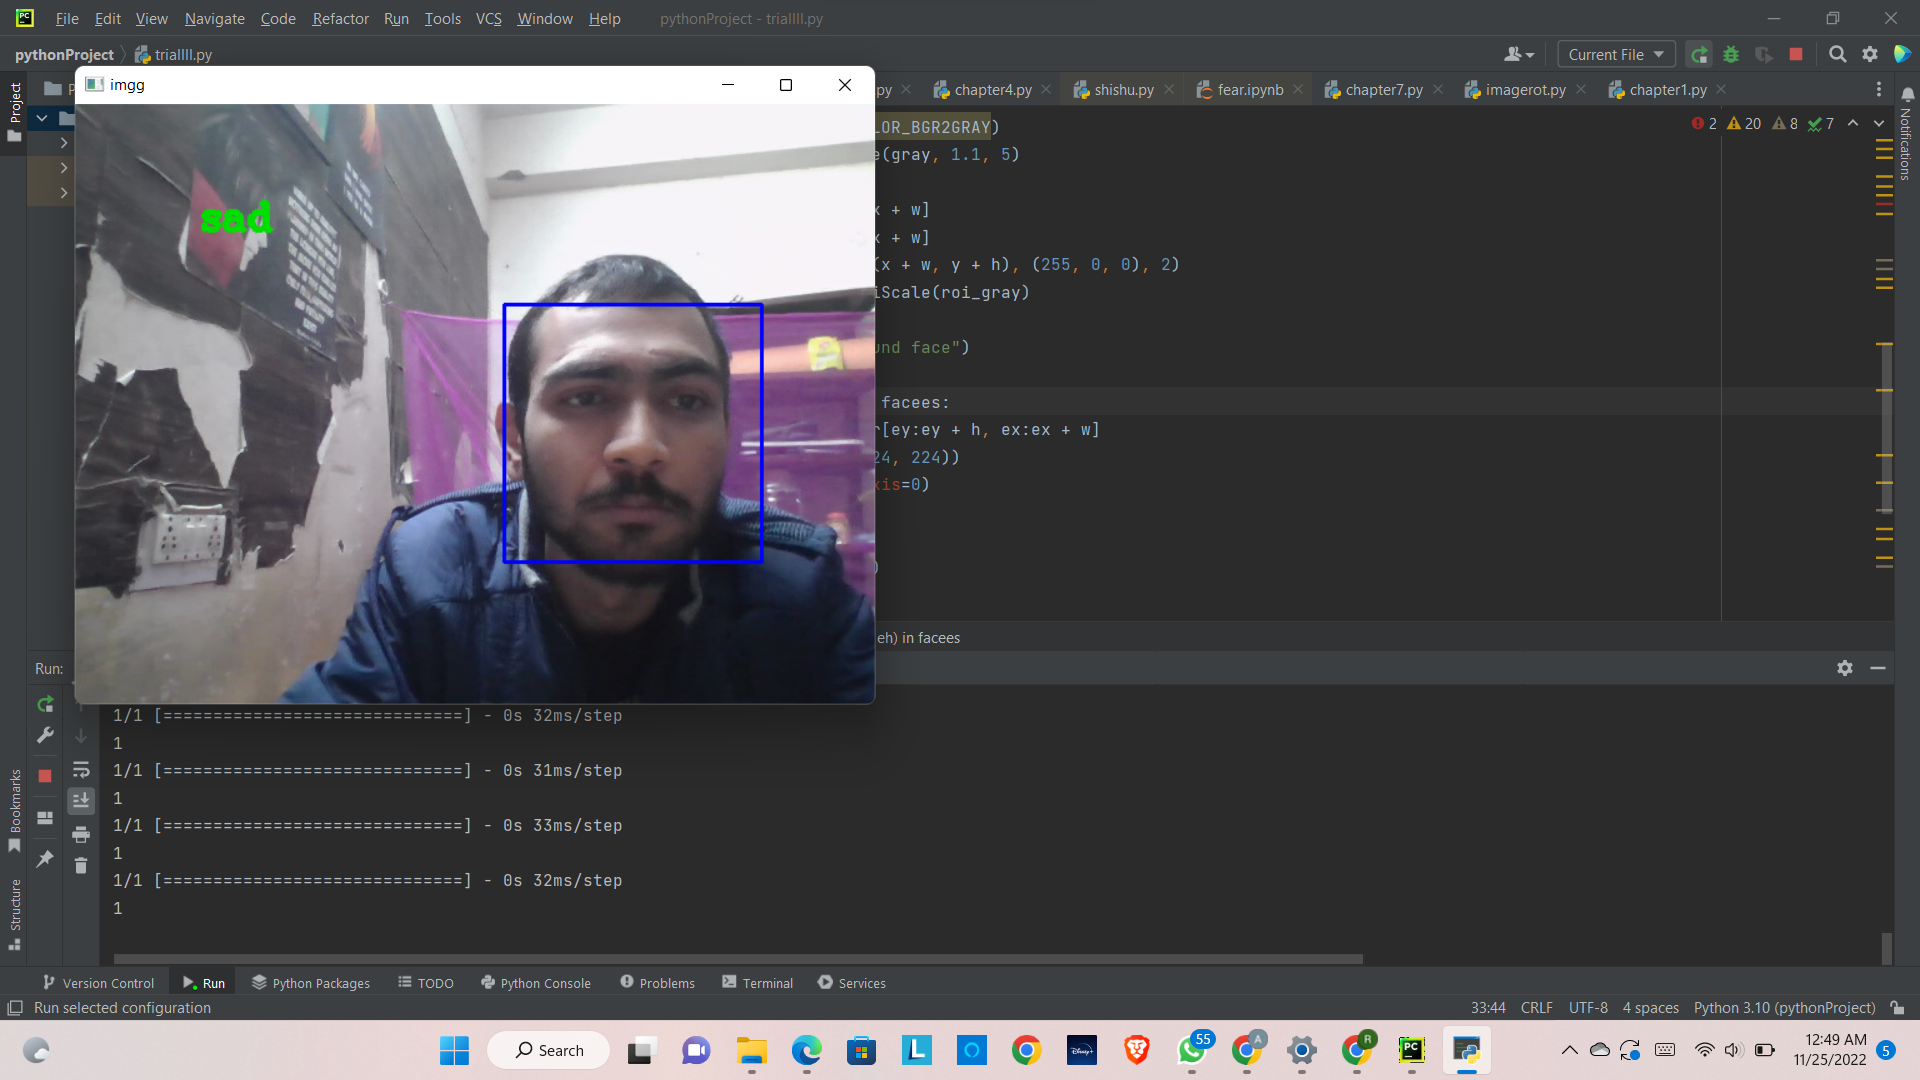 File Edit View Navigate Code Refactor Run Tools VCS Window Help pythonProject - triallll.py
pythonProject triallll.py
Current File
imgg
py chapter4.py shishu.py fear.ipynb chapter7.py imagerot.py chapter1.py
Project
Notifications
2 20 8 7
LOR_BGR2GRAY)
e(gray, 1.1, 5)
x + w]
x + w]
(x + w, y + h), (255, 0, 0), 2)
iScale(roi_gray)
und face")
facees:
r[ey:ey + h, ex:ex + w]
24, 224))
xis=0)
)
eh) in facees
sad
Run:
1/1 [==============================] - 0s 32ms/step
1
1/1 [==============================] - 0s 31ms/step
1
1/1 [==============================] - 0s 33ms/step
1
1/1 [==============================] - 0s 32ms/step
1
Bookmarks
Structure
Version Control Run Python Packages TODO Python Console Problems Terminal Services
Run selected configuration 33:44 CRLF UTF-8 4 spaces Python 3.10 (pythonProject)
Search
55
A
R
PC
Disney+
12:49 AM
11/25/2022
5